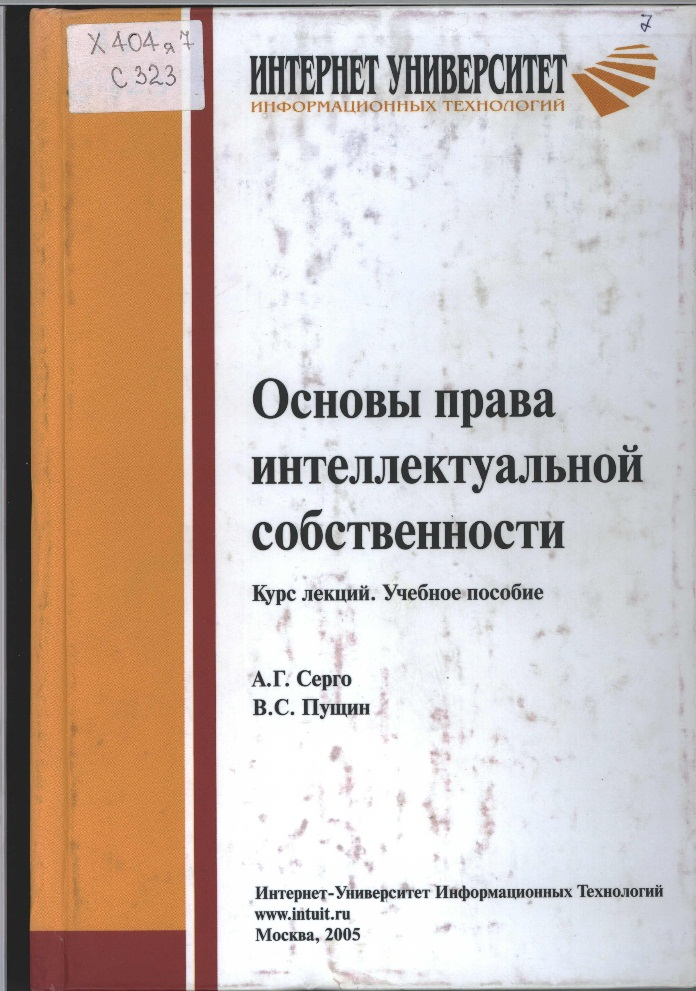 Х 404 я 7
С 323
7
ИНТЕРНЕТ УНИВЕРСИТЕТ
ИНФОРМАЦИОННЫХ ТЕХНОЛОГИЙ
Основы права
интеллектуальной
собственности
Курс лекций. Учебное пособие
А.Г. Серго
В.С. Пущин
Интернет-Университет Информационных Технологий
www.intuit.ru
Москва, 2005